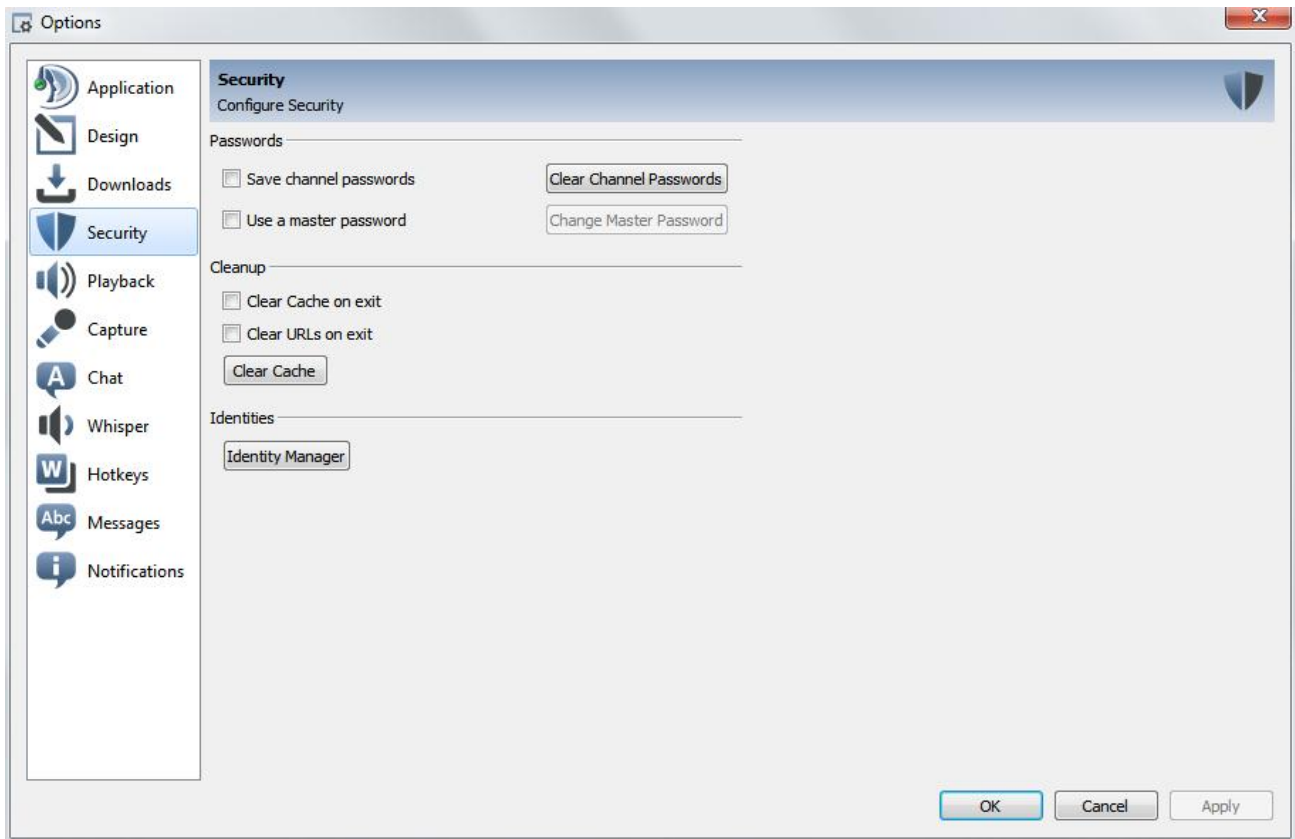 Options
Application
Design
Downloads
Security
Playback
Capture
Chat
Whisper
Hotkeys
Messages
Notifications
Security
Configure Security
Passwords
Save channel passwords Clear Channel Passwords
Use a master password Change Master Password
Cleanup
Clear Cache on exit
Clear URLs on exit
Clear Cache
Identities
Identity Manager
OK Cancel Apply
A
W
Abc
i